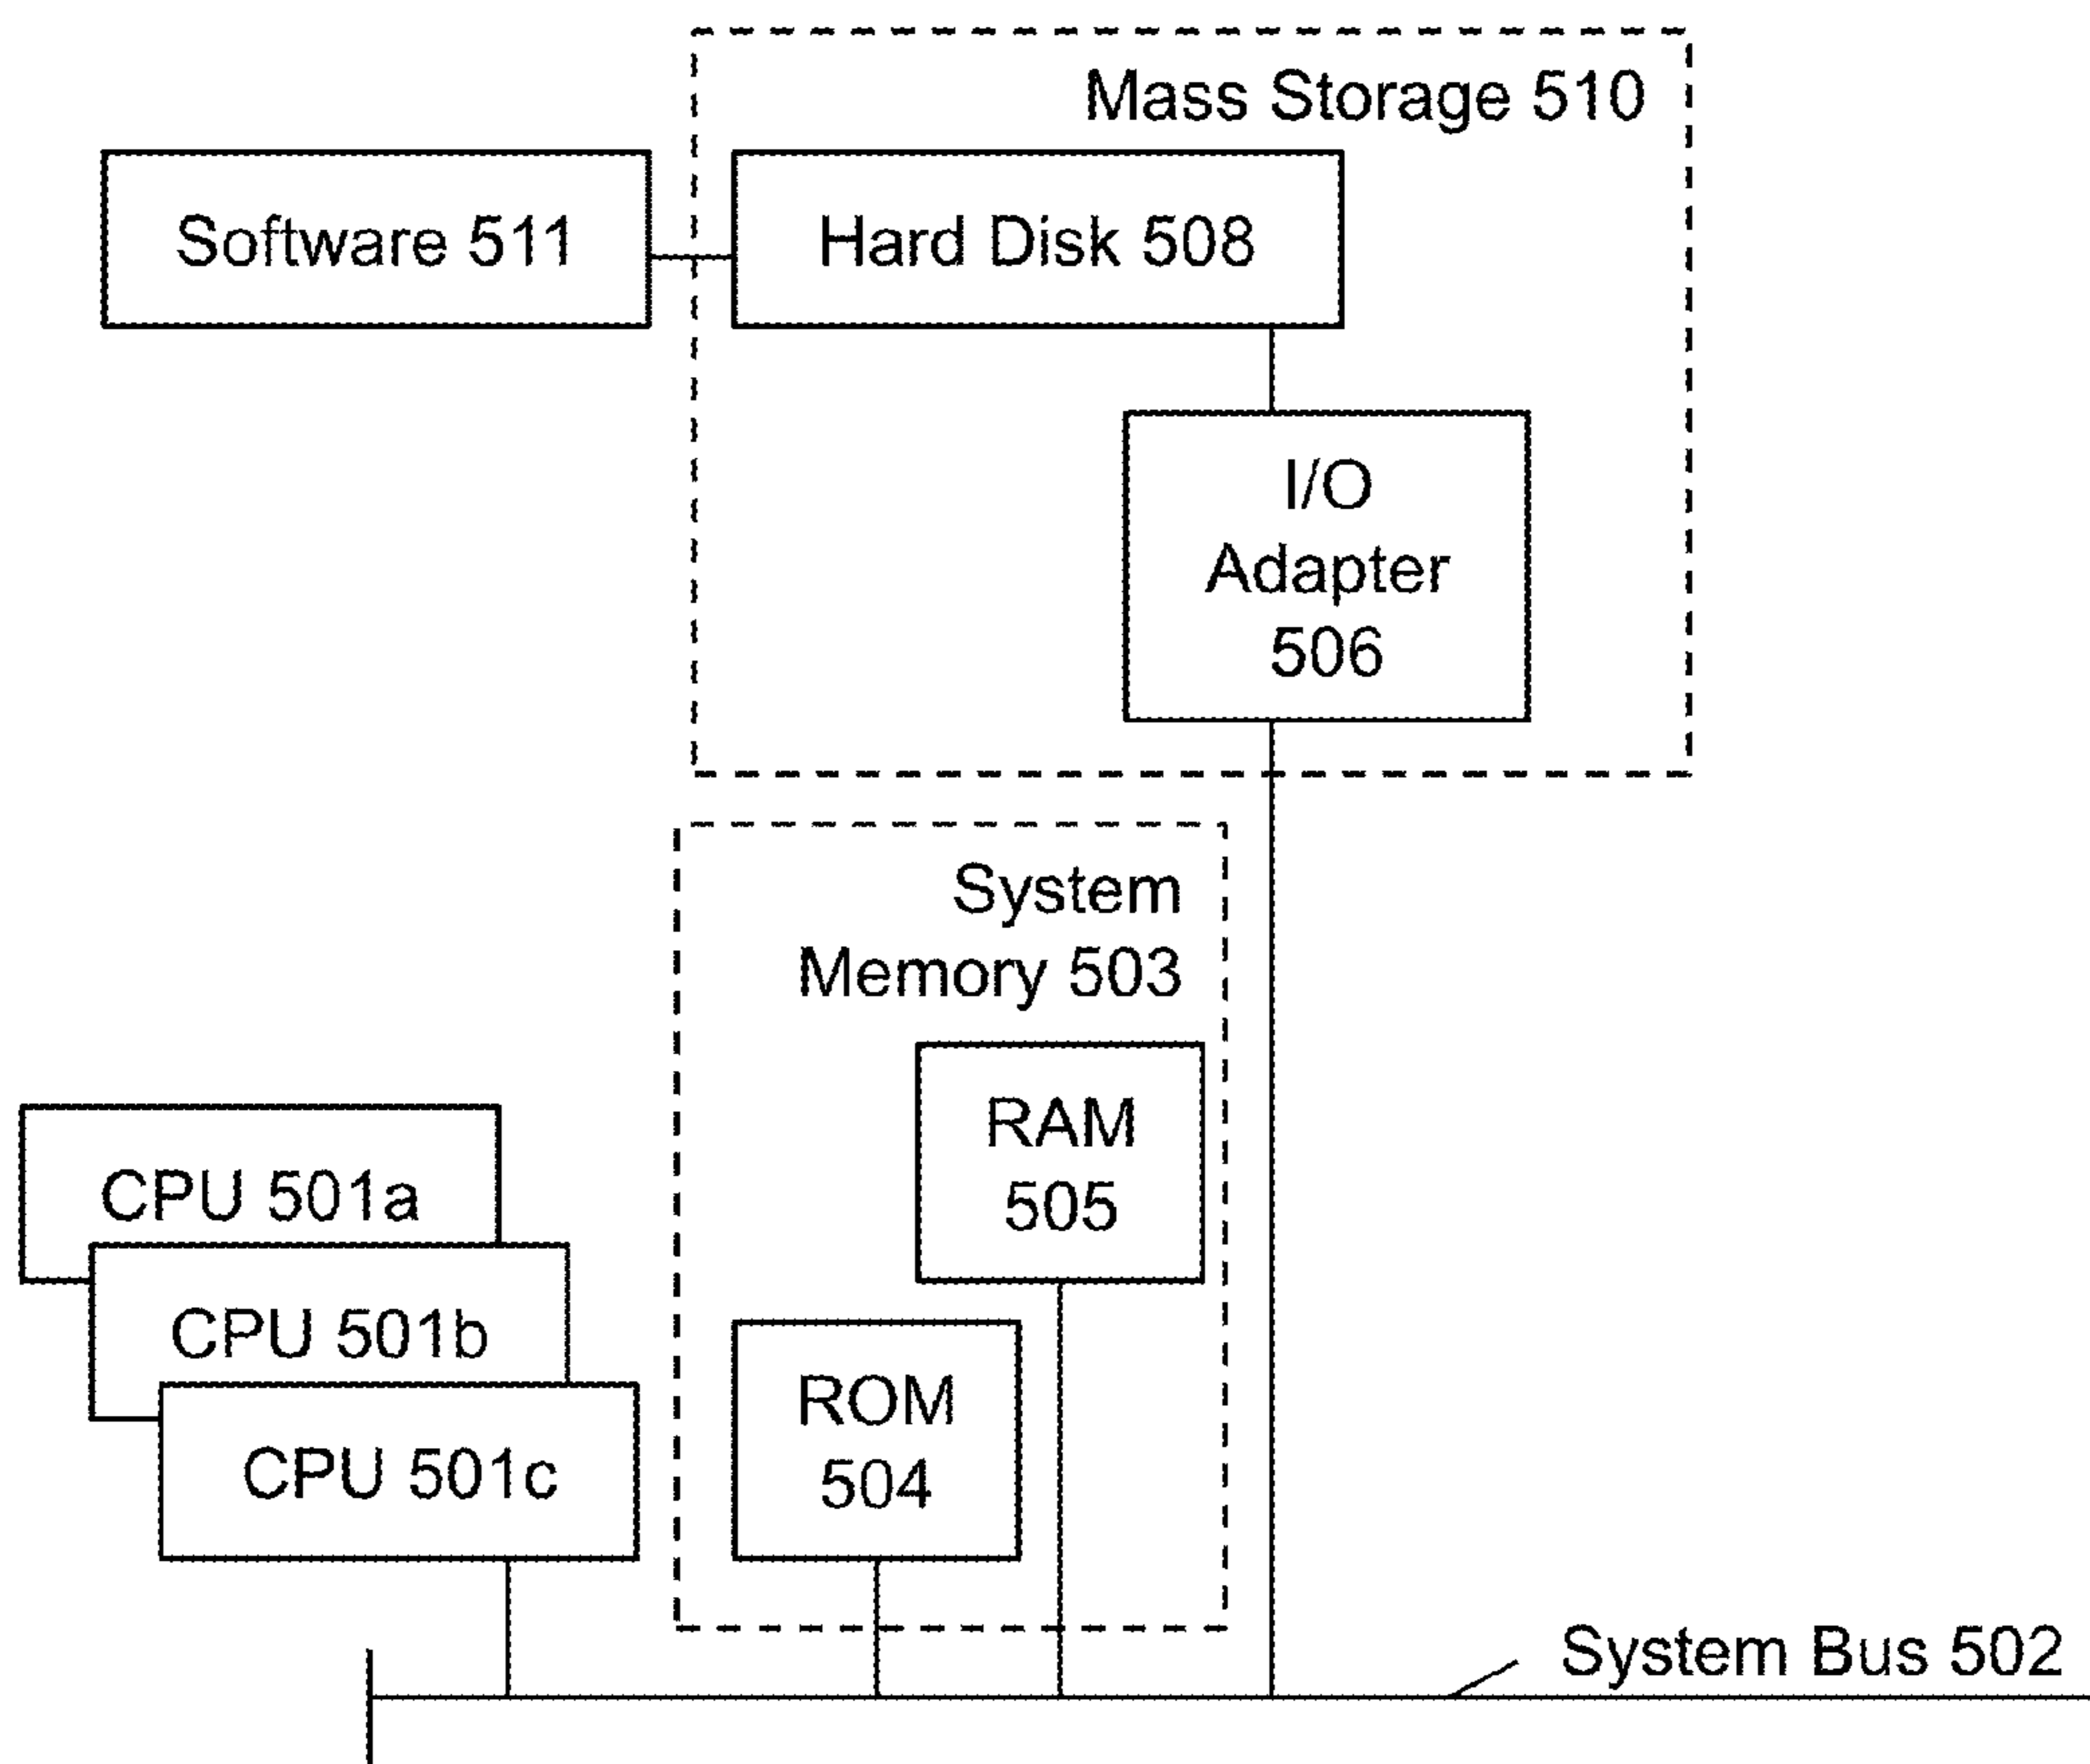 Mass Storage 510
Software 511
Hard Disk 508
I/O
Adapter
506
System
Memory 503
RAM
505
CPU 501a
CPU 501b
ROM
504
CPU 501c
System Bus 502